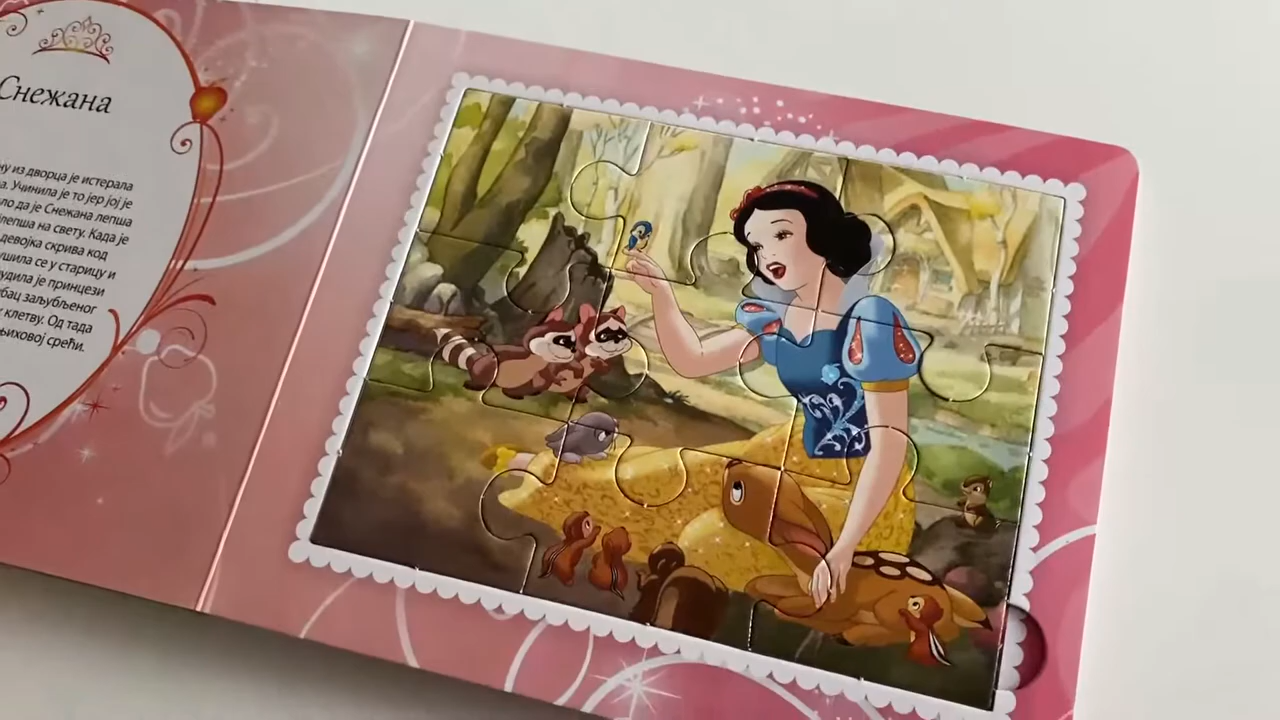 Снежана
из дворца је истерала
Учинила је то јер јој је
да је Снежана лепша
на свету. Када је
девојка скрива код
се у старицу и
је принцези
заљубљеног
клетву. Од тада
срећи.